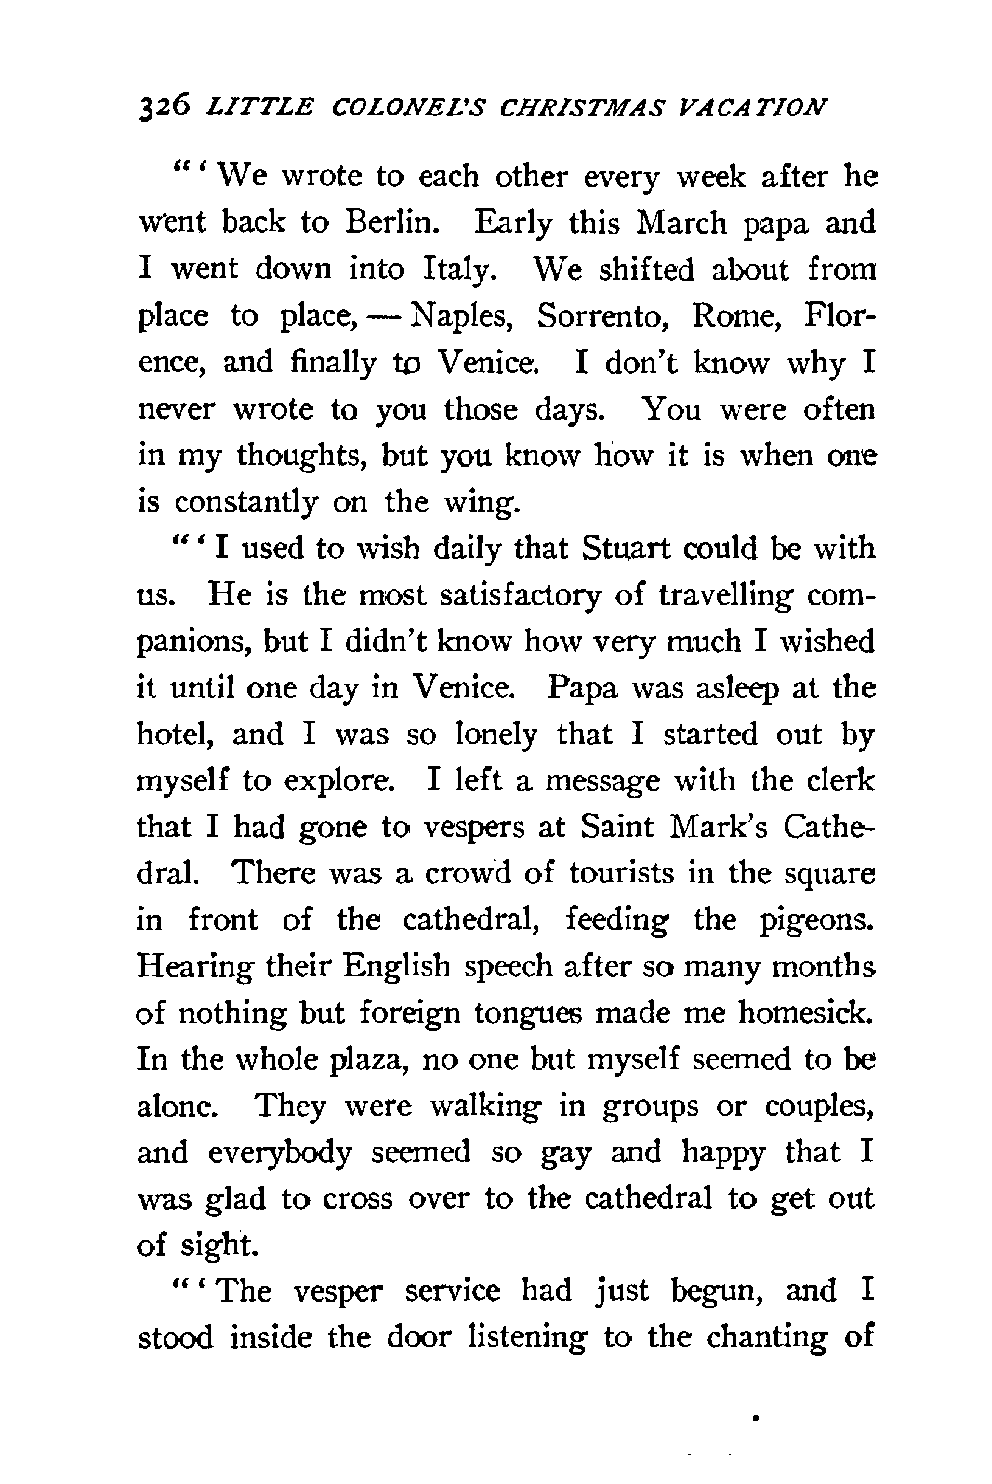 326 LITTLE COLONEL'S CHRISTMAS VACATION
"'We wrote to each other every week after he
went back to Berlin. Early this March papa and
I went down into Italy. We shifted about from
place to place, — Naples, Sorrento, Rome, Flor-
ence, and finally to Venice. I don't know why I
never wrote to you those days. You were often
in my thoughts, but you know how it is when one
is constantly on the wing.
"'I used to wish daily that Stuart could be with
us. He is the most satisfactory of travelling com-
panions, but I didn't know how very much I wished
it until one day in Venice. Papa was asleep at the
hotel, and I was so lonely that I started out by
myself to explore. I left a message with the clerk
that I had gone to vespers at Saint Mark's Cathe-
dral. There was a crowd of tourists in the square
in front of the cathedral, feeding the pigeons.
Hearing their English speech after so many months
of nothing but foreign tongues made me homesick.
In the whole plaza, no one but myself seemed to be
alone. They were walking in groups or couples,
and everybody seemed so gay and happy that I
was glad to cross over to the cathedral to get out
of sight.
"'The vesper service had just begun, and I
stood inside the door listening to the chanting of